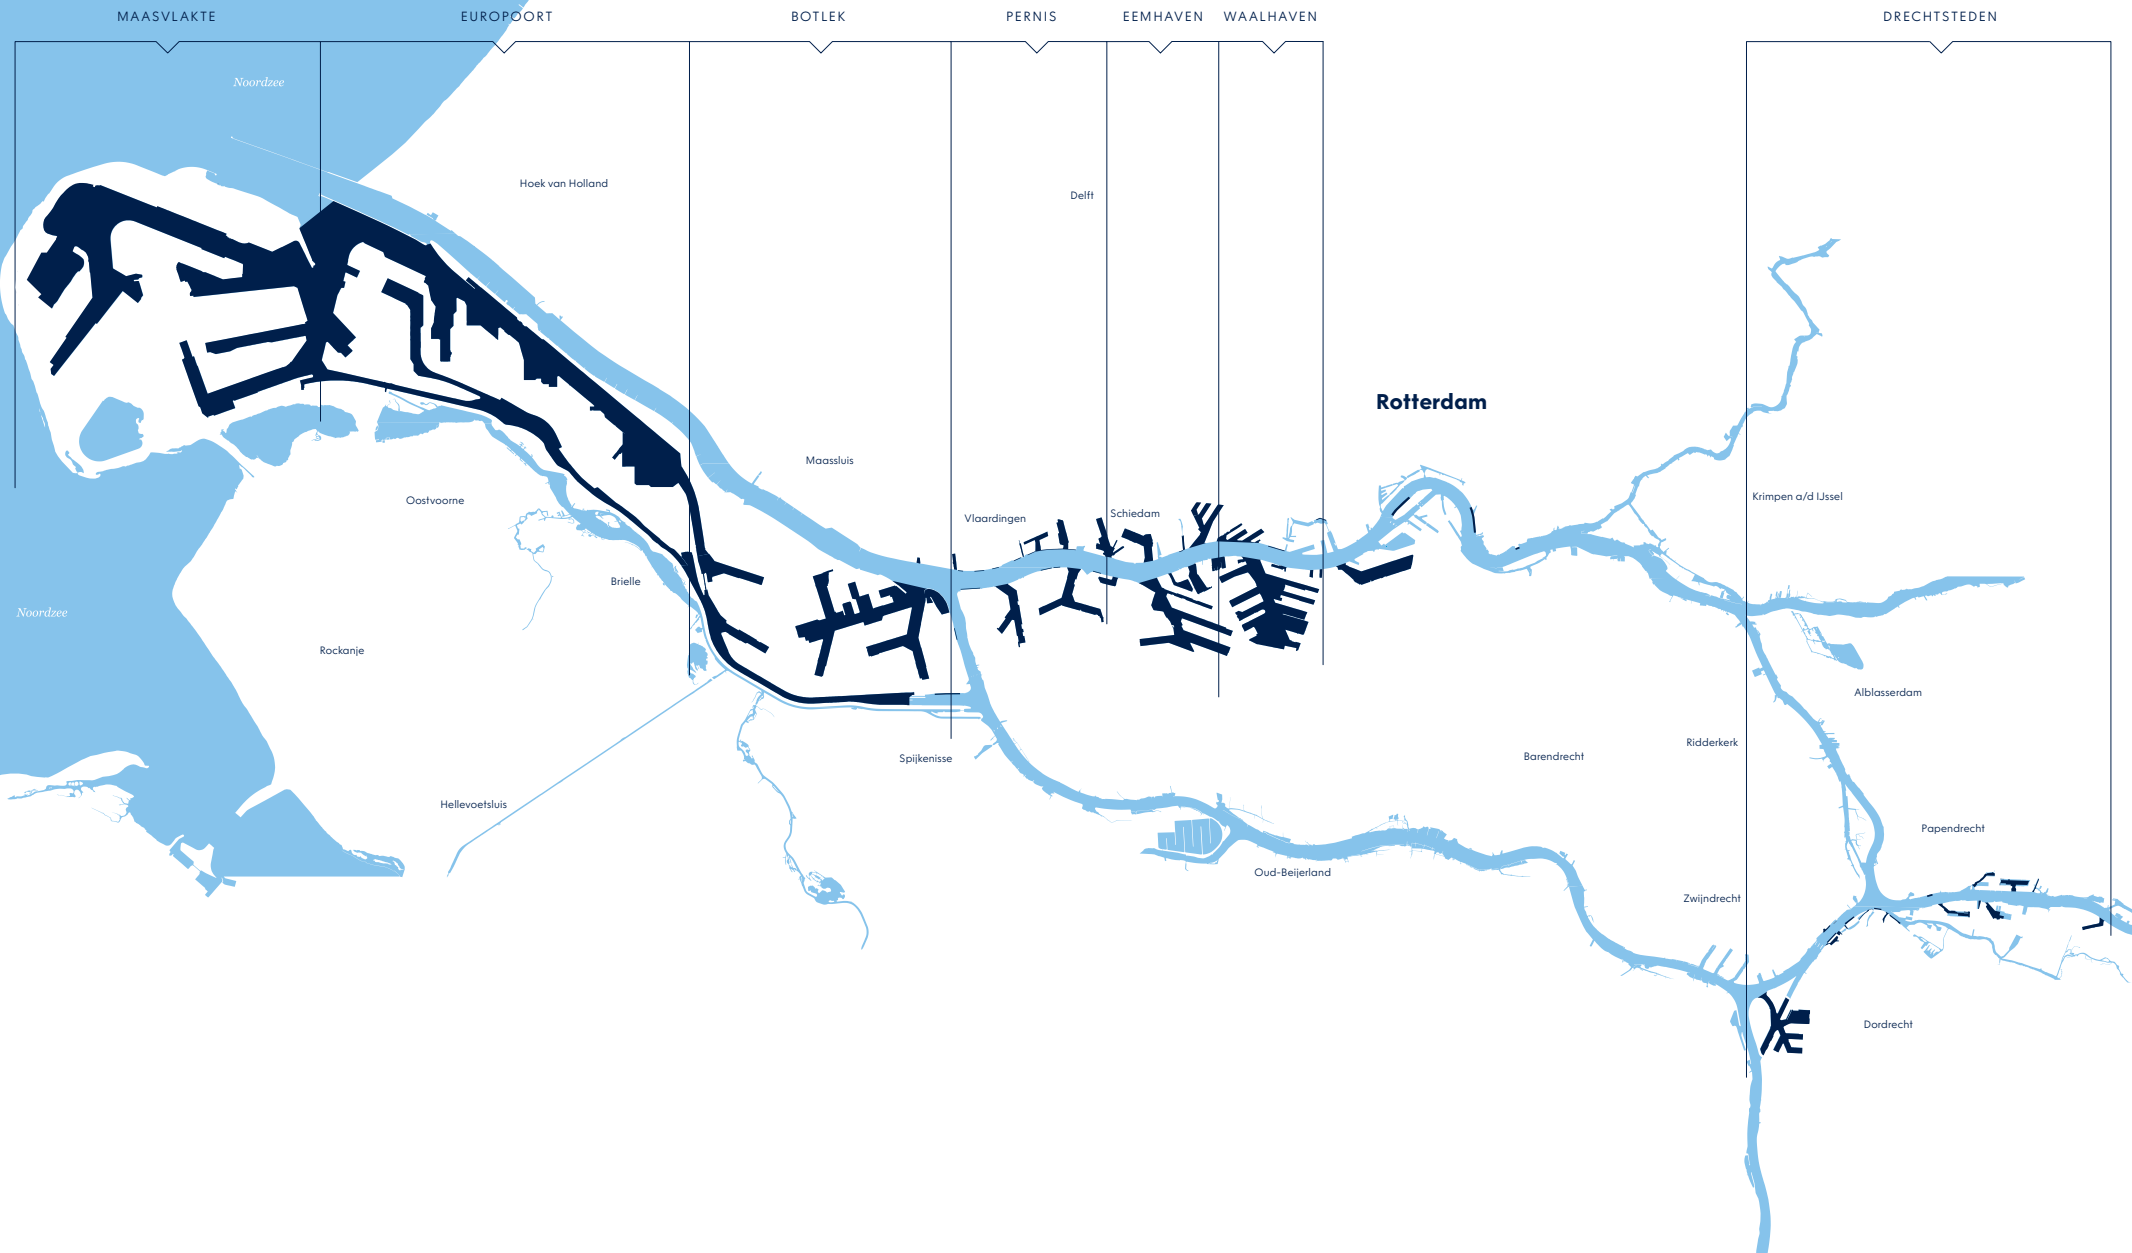 MAASVLAKTE
EUROPOORT
BOTLEK
PERNIS
EEMHAVEN
WAALHAVEN
DRECHTSTEDEN
Noordzee
Hoek van Holland
Delft
Rotterdam
Maassluis
Krimpen a/d IJssel
Oostvoorne
Vlaardingen
Schiedam
Brielle
Noordzee
Rockanje
Alblasserdam
Ridderkerk
Barendrecht
Spijkenisse
Hellevoetsluis
Papendrecht
Oud-Beijerland
Zwijndrecht
Dordrecht